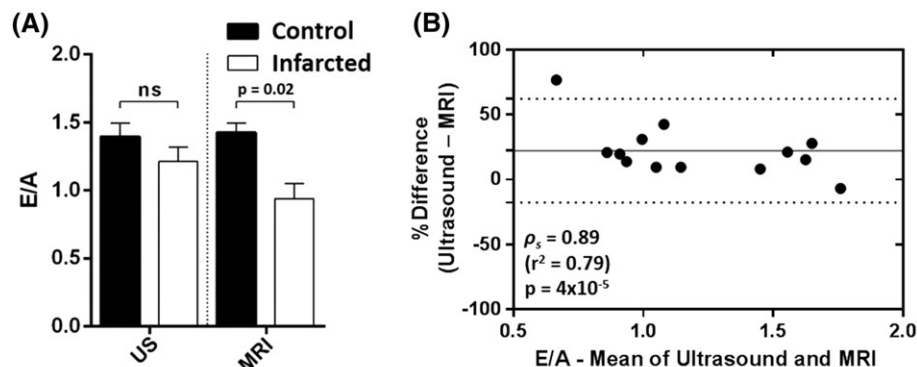 (A)
Control
Infarcted
2.0
1.5
1.0
0.5
0.0
E/A
ns
p = 0.02
US
MRI
(B)
100
50
0
-50
-100
% Difference
(Ultrasound – MRI)
ρs = 0.89
(r² = 0.79)
p = 4x10⁻⁵
0.5 1.0 1.5 2.0
E/A - Mean of Ultrasound and MRI